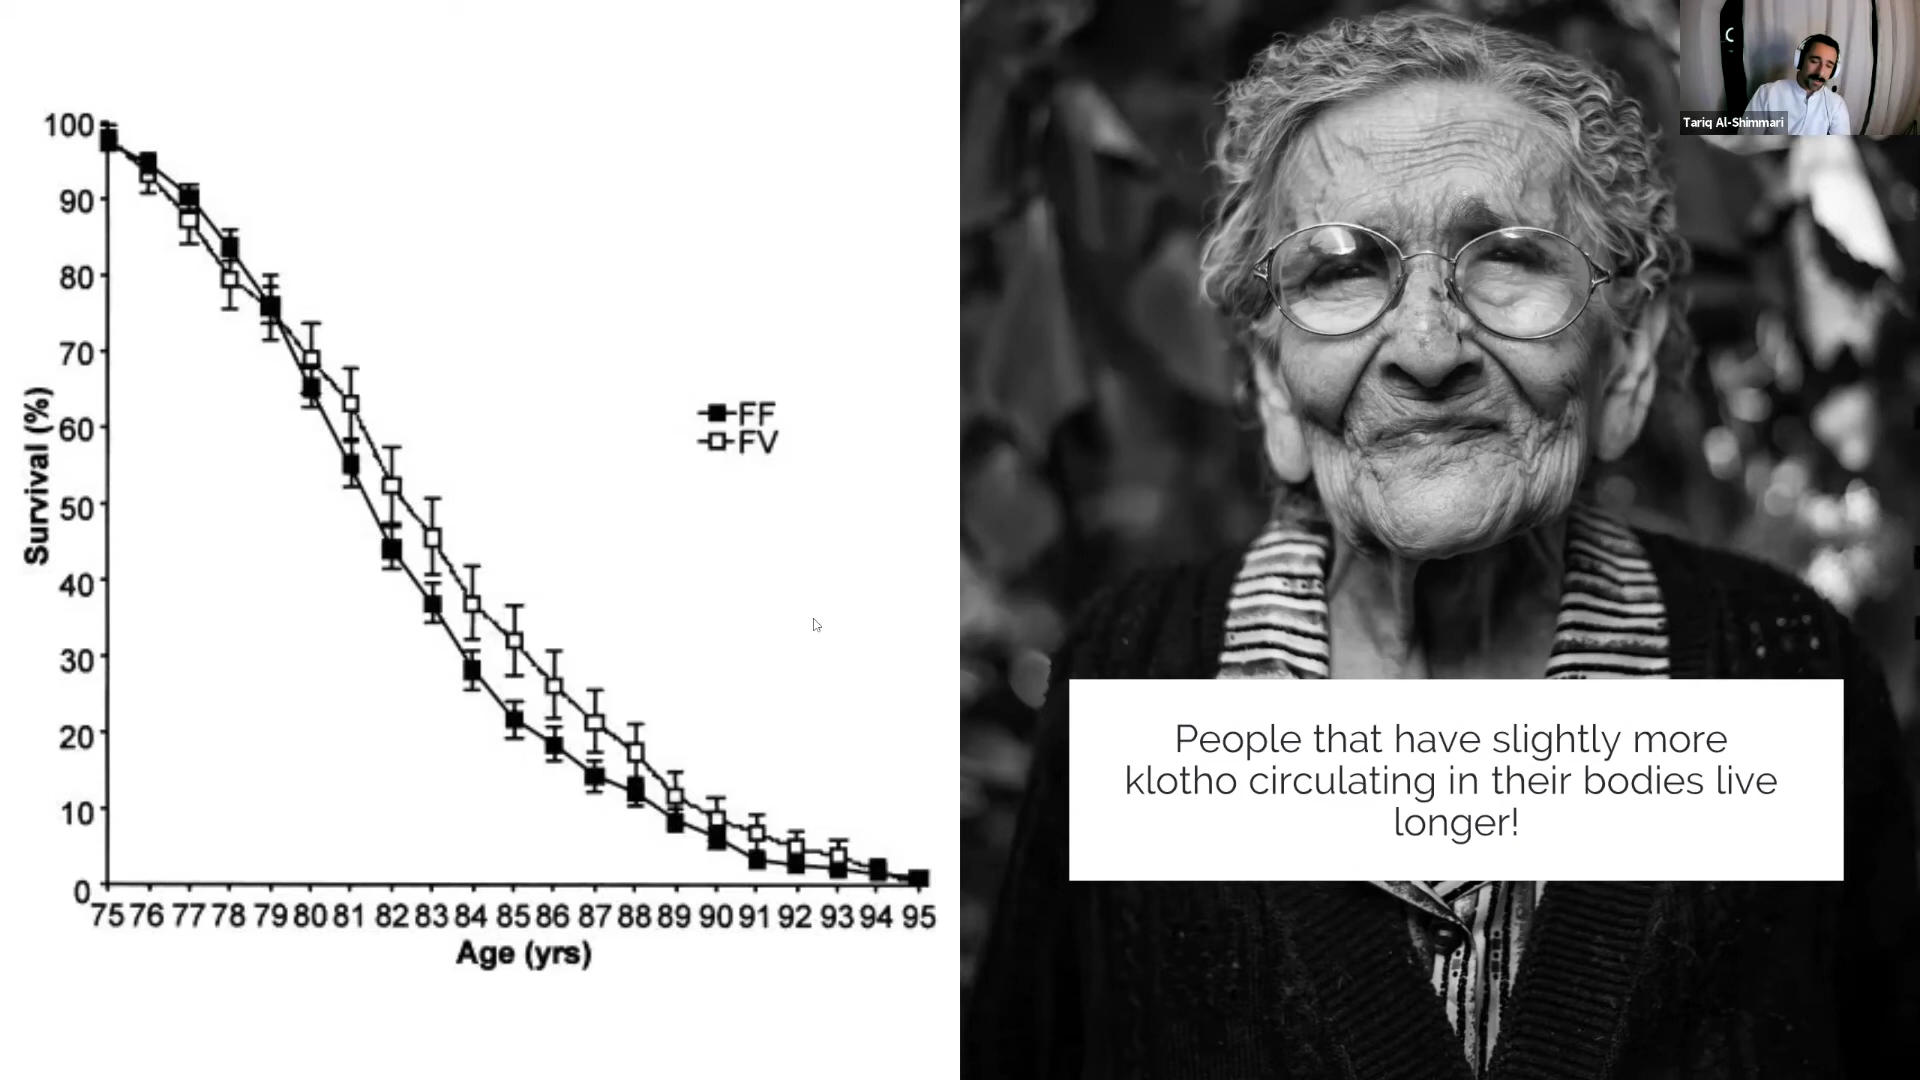 100
90
80
70
60
50
40
30
20
10
0
Survival (%)
FF
FV
75 76 77 78 79 80 81 82 83 84 85 86 87 88 89 90 91 92 93 94 95
Age (yrs)
Tariq Al-Shimmari
People that have slightly more
klotho circulating in their bodies live
longer!